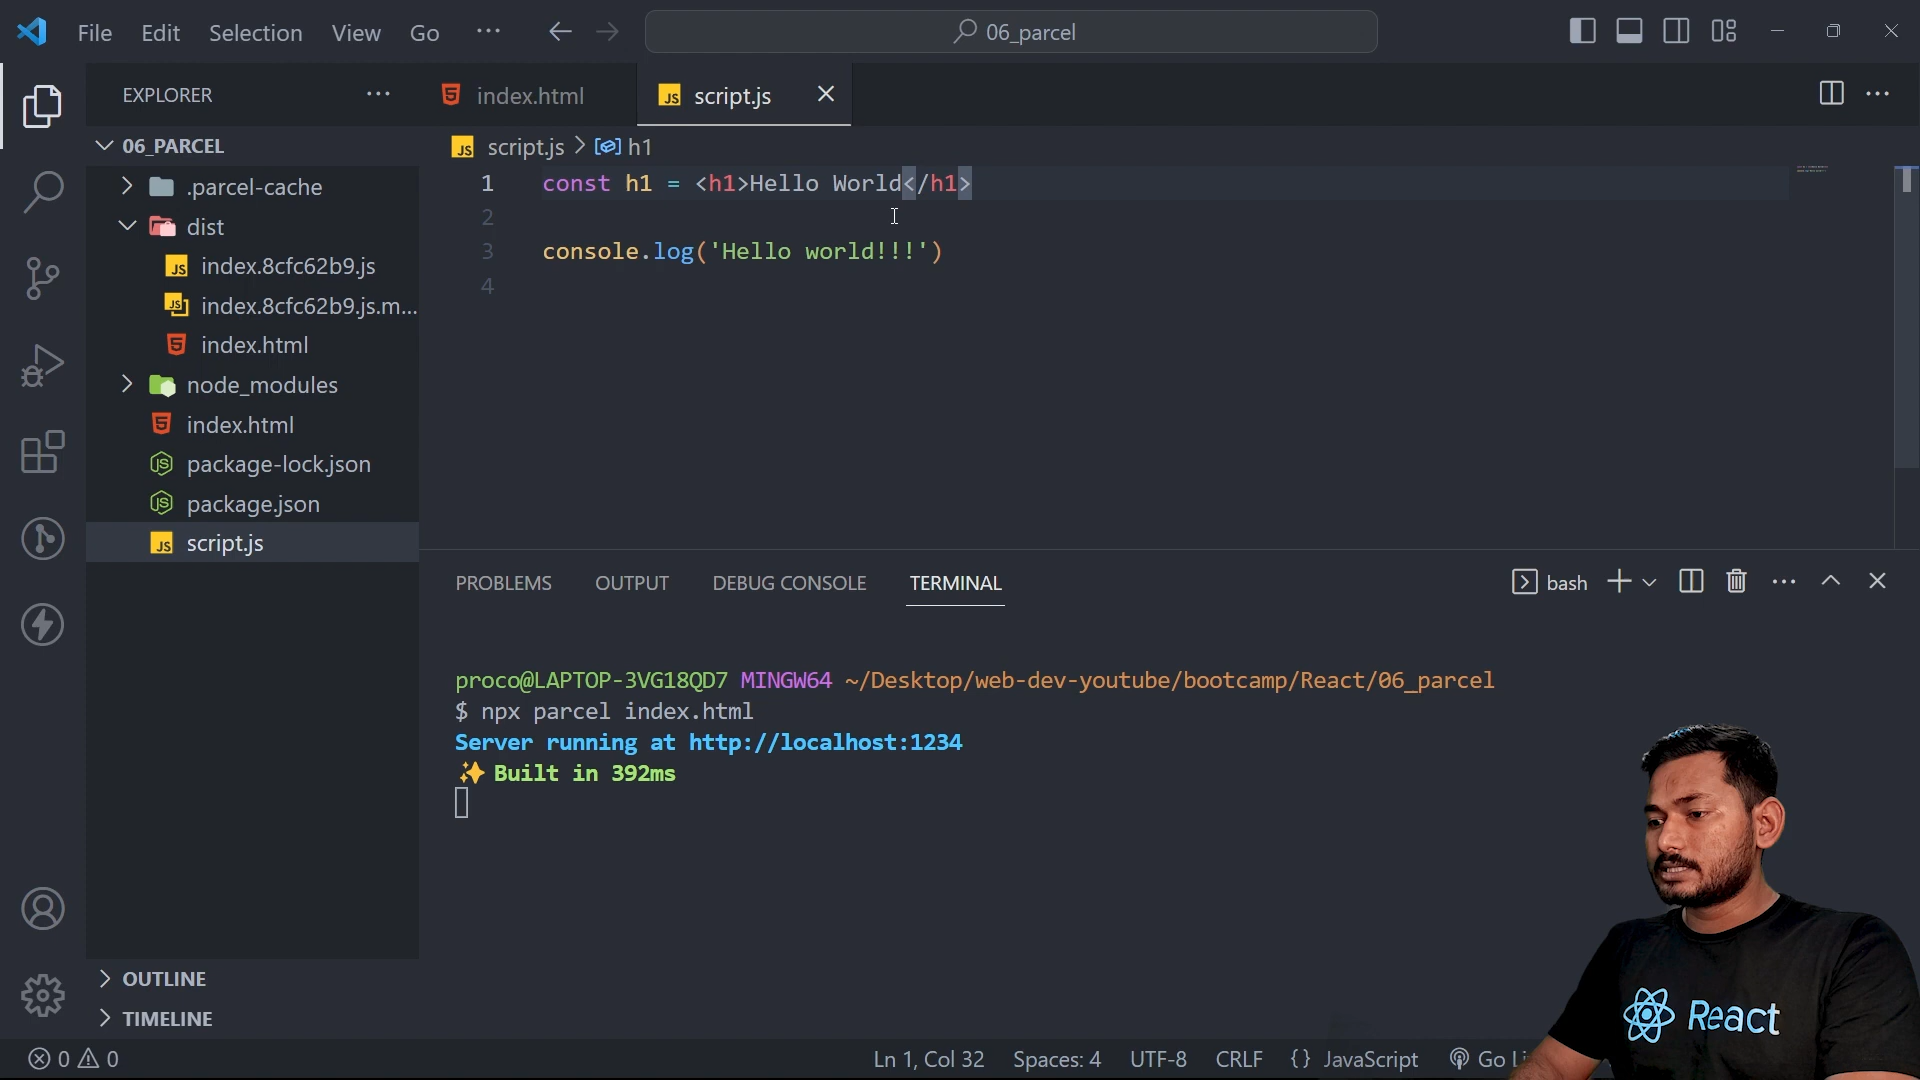 File Edit Selection View Go ··· 06_parcel
EXPLORER ···
06_PARCEL
.parcel-cache
dist
index.8cfc62b9.js
index.8cfc62b9.js.m...
index.html
node_modules
index.html
package-lock.json
package.json
script.js
OUTLINE
TIMELINE
index.html script.js
script.js > h1
1 const h1 = <h1>Hello World</h1>
2
3 console.log('Hello world!!!')
4
PROBLEMS OUTPUT DEBUG CONSOLE TERMINAL bash
proco@LAPTOP-3VG18QD7 MINGW64 ~/Desktop/web-dev-youtube/bootcamp/React/06_parcel
$ npx parcel index.html
Server running at http://localhost:1234
✨ Built in 392ms
React
0 0 Ln 1, Col 32 Spaces: 4 UTF-8 CRLF {} JavaScript Go